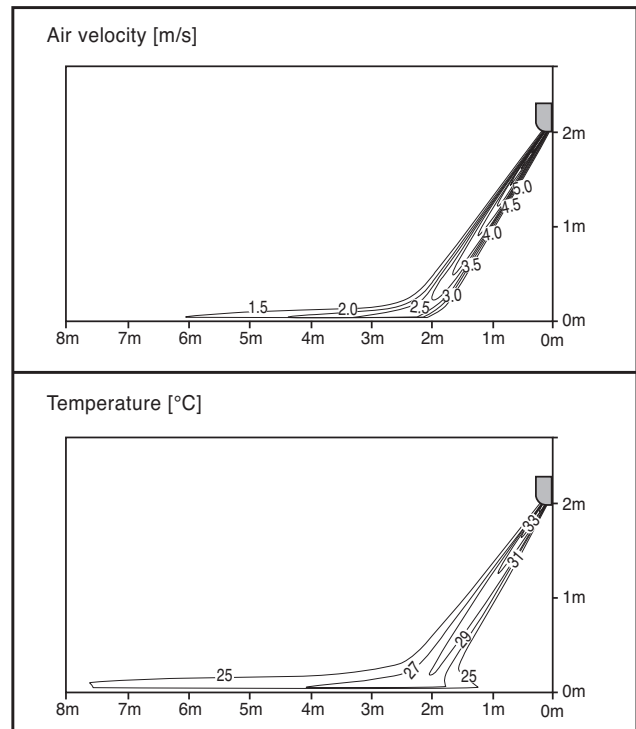 Air velocity [m/s]
2m
5.0
4.5
1m
4.0
3.5
3.0
1.5
2.0
2.5
0m
8m 7m 6m 5m 4m 3m 2m 1m 0m
Temperature [°C]
2m
33
31
1m
29
27
25
25
0m
8m 7m 6m 5m 4m 3m 2m 1m 0m